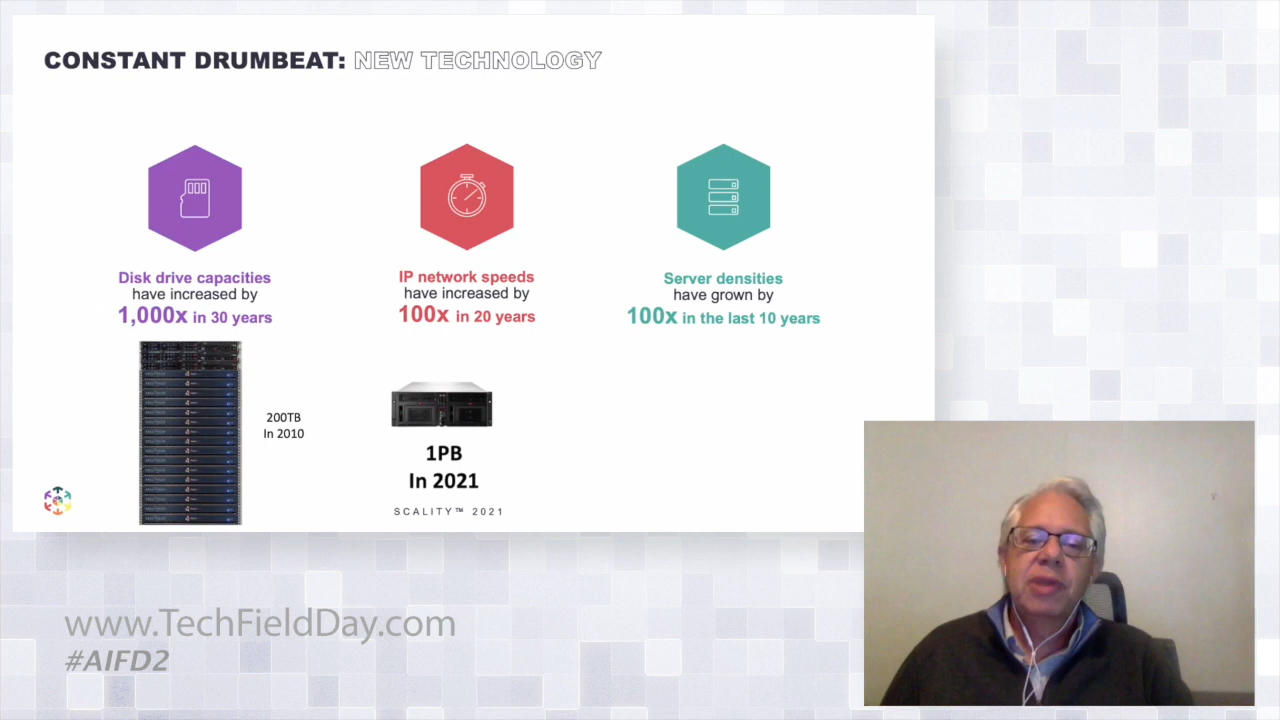 CONSTANT DRUMBEAT: NEW TECHNOLOGY
Disk drive capacities
have increased by
1,000x in 30 years
IP network speeds
have increased by
100x in 20 years
Server densities
have grown by
100x in the last 10 years
200TB
In 2010
1PB
In 2021
SCALITY™ 2021
www.TechFieldDay.com
#AIFD2